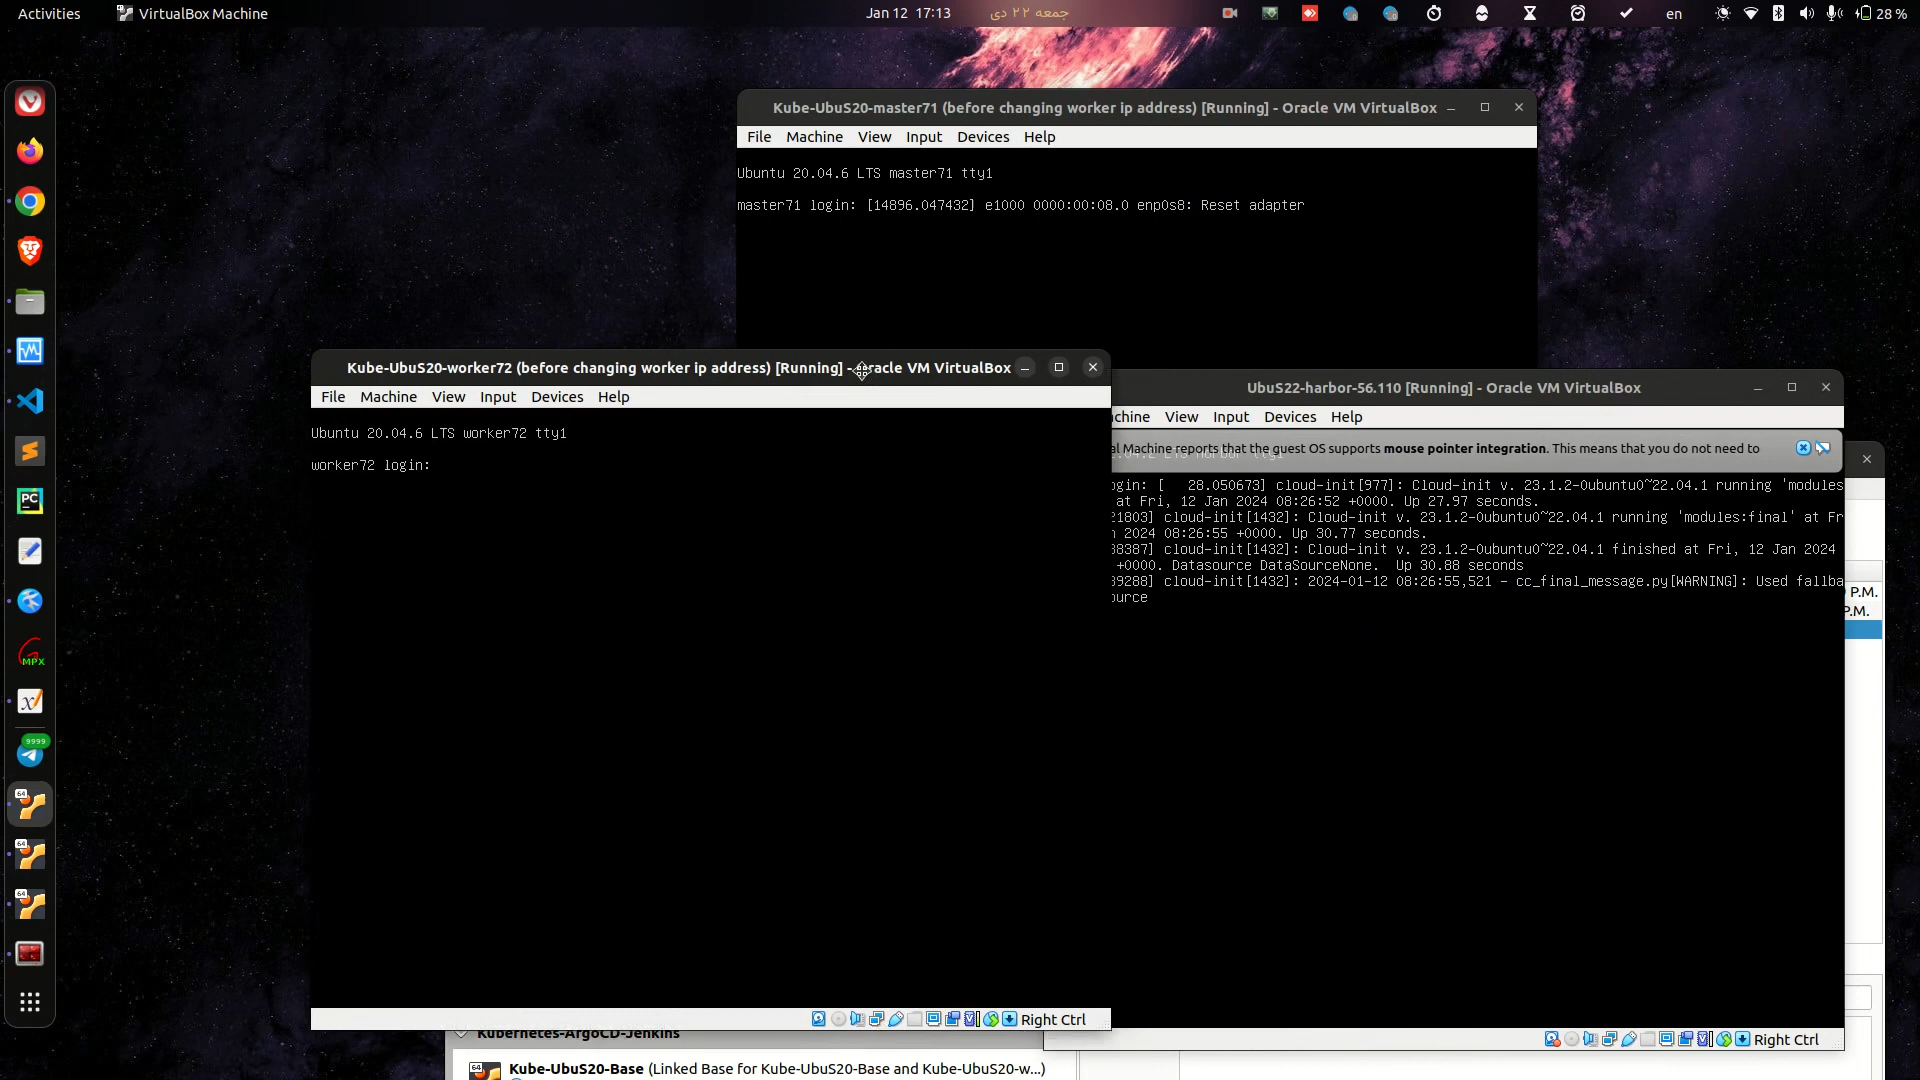 Activities
VirtualBox Machine
Jan 12 17:13
جمعه ۲۲ دی
en
28 %
Kube-UbuS20-master71 (before changing worker ip address) [Running] - Oracle VM VirtualBox
File Machine View Input Devices Help
Ubuntu 20.04.6 LTS master71 tty1
master71 login: [14896.047432] e1000 0000:00:08.0 enp0s8: Reset adapter
Kube-UbuS20-worker72 (before changing worker ip address) [Running] - Oracle VM VirtualBox
File Machine View Input Devices Help
Ubuntu 20.04.6 LTS worker72 tty1
worker72 login:
Right Ctrl
UbuS22-harbor-56.110 [Running] - Oracle VM VirtualBox
chine View Input Devices Help
al Machine reports that the guest OS supports mouse pointer integration. This means that you do not need to
ogin: [   28.050673] cloud-init[977]: Cloud-init v. 23.1.2-0ubuntu0~22.04.1 running 'modules
at Fri, 12 Jan 2024 08:26:52 +0000. Up 27.97 seconds.
21803] cloud-init[1432]: Cloud-init v. 23.1.2-0ubuntu0~22.04.1 running 'modules:final' at Fr
n 2024 08:26:55 +0000. Up 30.77 seconds.
38387] cloud-init[1432]: Cloud-init v. 23.1.2-0ubuntu0~22.04.1 finished at Fri, 12 Jan 2024
+0000. Datasource DataSourceNone.  Up 30.88 seconds
39288] cloud-init[1432]: 2024-01-12 08:26:55,521 - cc_final_message.py[WARNING]: Used fallba
ource
Right Ctrl
P.M.
P.M.
MPX
9999
64
64
64
Kubernetes-ArgoCD-Jenkins
64
Kube-UbuS20-Base (Linked Base for Kube-UbuS20-Base and Kube-UbuS20-w...)